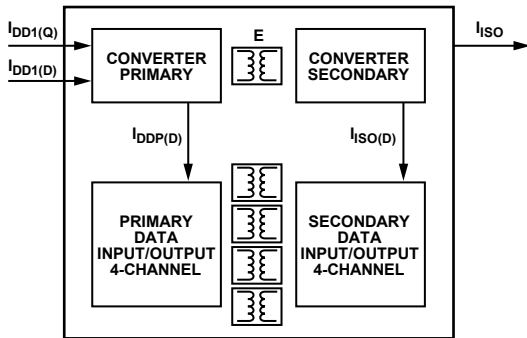 I_DD1(Q)
I_DD1(D)
CONVERTER
PRIMARY
E
CONVERTER
SECONDARY
I_ISO
I_DDP(D)
I_ISO(D)
PRIMARY
DATA
INPUT/OUTPUT
4-CHANNEL
SECONDARY
DATA
INPUT/OUTPUT
4-CHANNEL